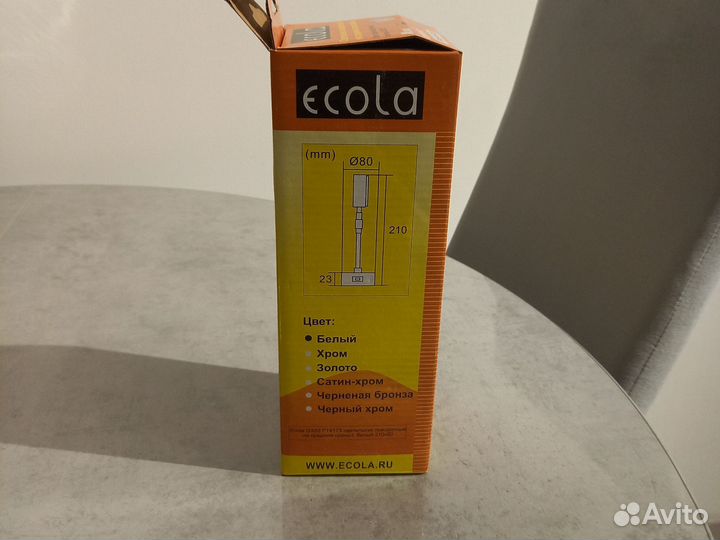 ecola
(mm)
Ø80
210
23
Цвет:
Белый
Хром
Золото
Сатин-хром
Черненая бронза
Черный хром
WWW.ECOLA.RU
Avito